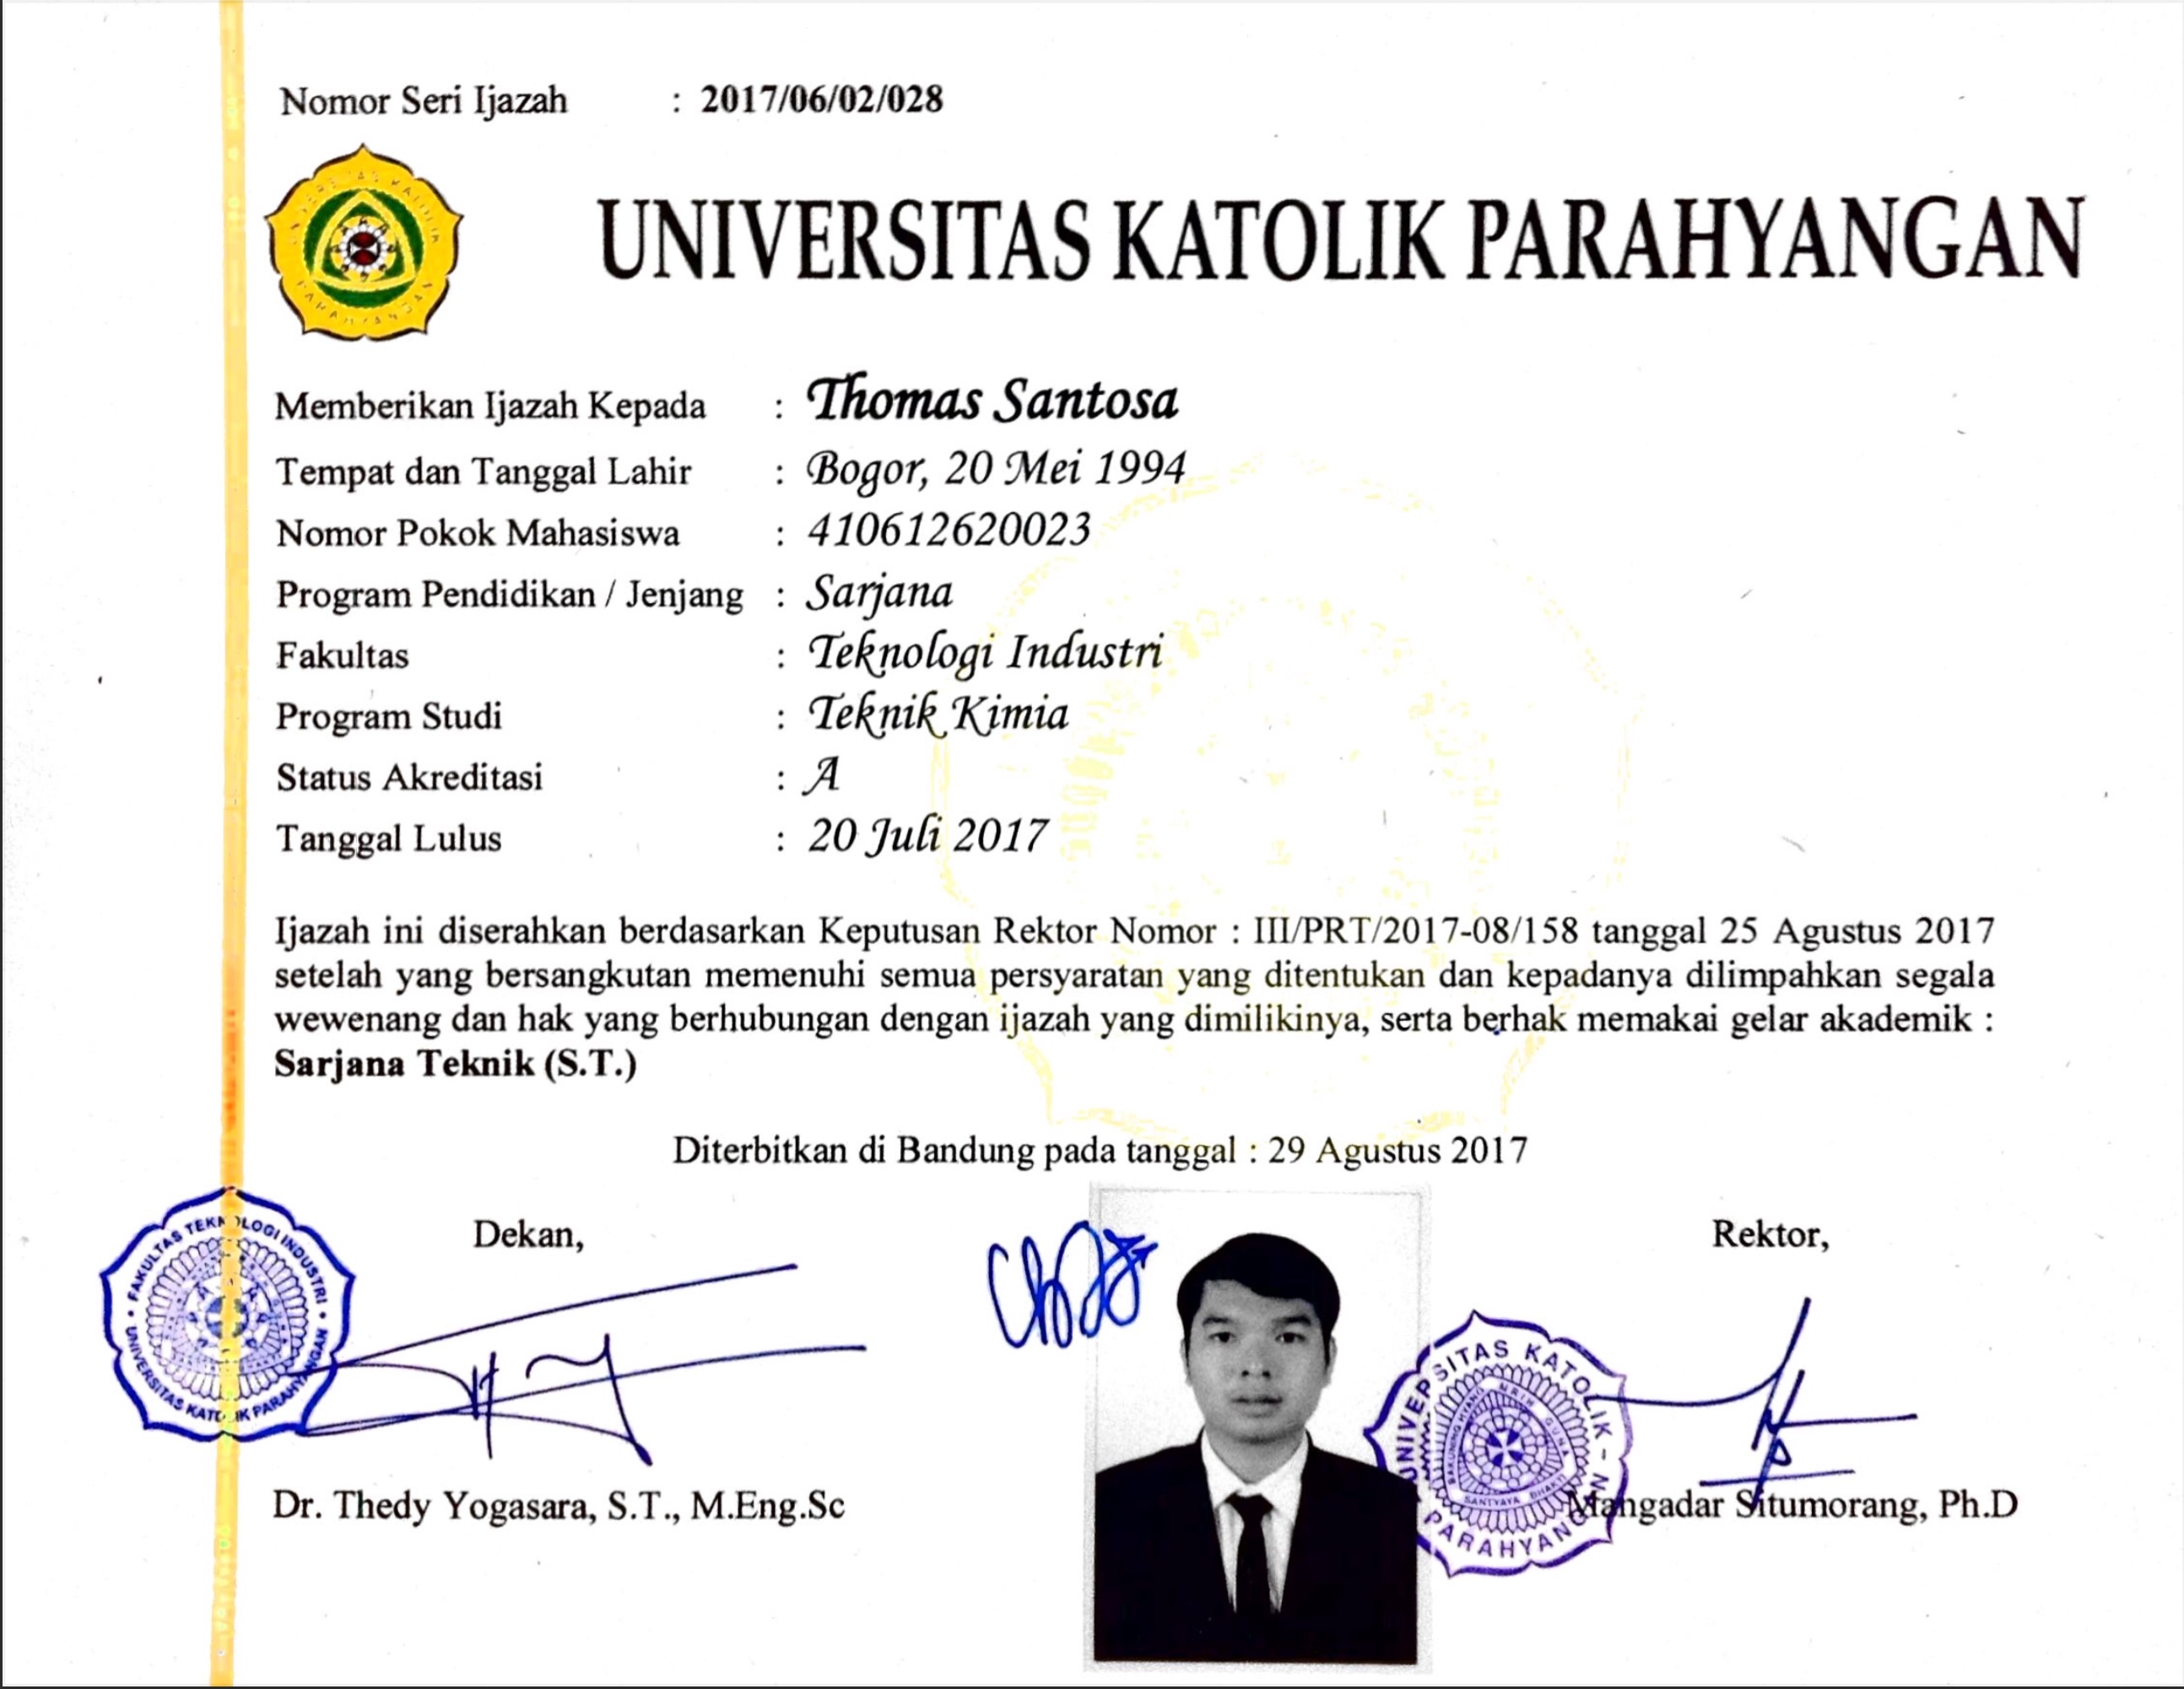 Nomor Seri Ijazah : 2017/06/02/028
UNIVERSITAS KATOLIK PARAHYANGAN
UNIVERSITAS KATOLIK PARAHYANGAN
Memberikan Ijazah Kepada : Thomas Santosa
Tempat dan Tanggal Lahir : Bogor, 20 Mei 1994
Nomor Pokok Mahasiswa : 410612620023
Program Pendidikan / Jenjang : Sarjana
Fakultas : Teknologi Industri
Program Studi : Teknik Kimia
Status Akreditasi : A
Tanggal Lulus : 20 Juli 2017
Ijazah ini diserahkan berdasarkan Keputusan Rektor Nomor : III/PRT/2017-08/158 tanggal 25 Agustus 2017
setelah yang bersangkutan memenuhi semua persyaratan yang ditentukan dan kepadanya dilimpahkan segala
wewenang dan hak yang berhubungan dengan ijazah yang dimilikinya, serta berhak memakai gelar akademik :
Sarjana Teknik (S.T.)
Diterbitkan di Bandung pada tanggal : 29 Agustus 2017
Dekan,
Rektor,
FAKULTAS TEKNOLOGI INDUSTRI
UNIVERSITAS KATOLIK PARAHYANGAN
UNIVERSITAS KATOLIK - PARAHYANGAN
SANTYAYA BHAKTI
Dr. Thedy Yogasara, S.T., M.Eng.Sc
Mangadar Situmorang, Ph.D